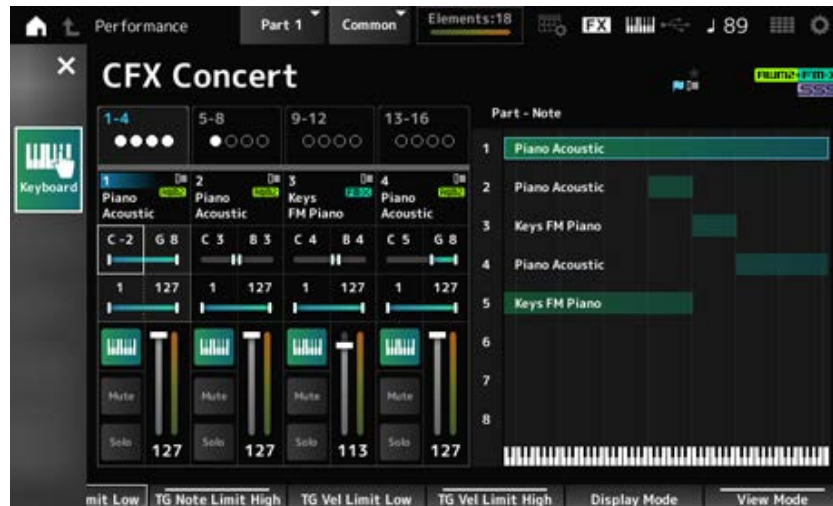 Performance Part 1 Common Elements:18 FX ♩ 89
×
CFX Concert
AWM2+FM-X
SSS
Keyboard
1-4 5-8 9-12 13-16
Part - Note
1 2 3 4
Piano Acoustic
Piano Acoustic
Keys FM Piano
Piano Acoustic
C -2 G 8 C 3 B 3 C 4 B 4 C 5 G 8
1 127 1 127 1 127 1 127
Mute Mute Mute Mute
Solo 127 Solo 127 Solo 113 Solo 127
1 Piano Acoustic
2 Piano Acoustic
3 Keys FM Piano
4 Piano Acoustic
5 Keys FM Piano
6
7
8
mit Low TG Note Limit High TG Vel Limit Low TG Vel Limit High Display Mode View Mode